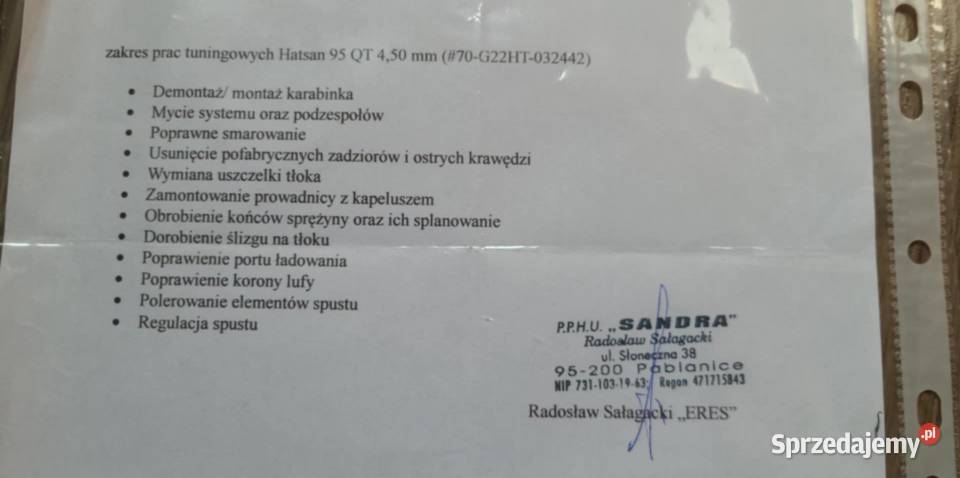 zakres prac tuningowych Hatsan 95 QT 4,50 mm (#70-G22HT-032442)
• Demontaż/ montaż karabinka
• Mycie systemu oraz podzespołów
• Poprawne smarowanie
• Usunięcie pofabrycznych zadziorów i ostrych krawędzi
• Wymiana uszczelki tłoka
• Zamontowanie prowadnicy z kapeluszem
• Obrobienie końców sprężyny oraz ich splanowanie
• Dorobienie ślizgu na tłoku
• Poprawienie portu ładowania
• Poprawienie korony lufy
• Polerowanie elementów spustu
• Regulacja spustu
P.P.H.U. „SANDRA"
Radosław Sałagacki
ul. Słoneczna 38
95-200 Pabianice
NIP 731-103-19-63; Regon 471715843
Radosław Sałagacki „ERES"
Sprzedajemy.pl